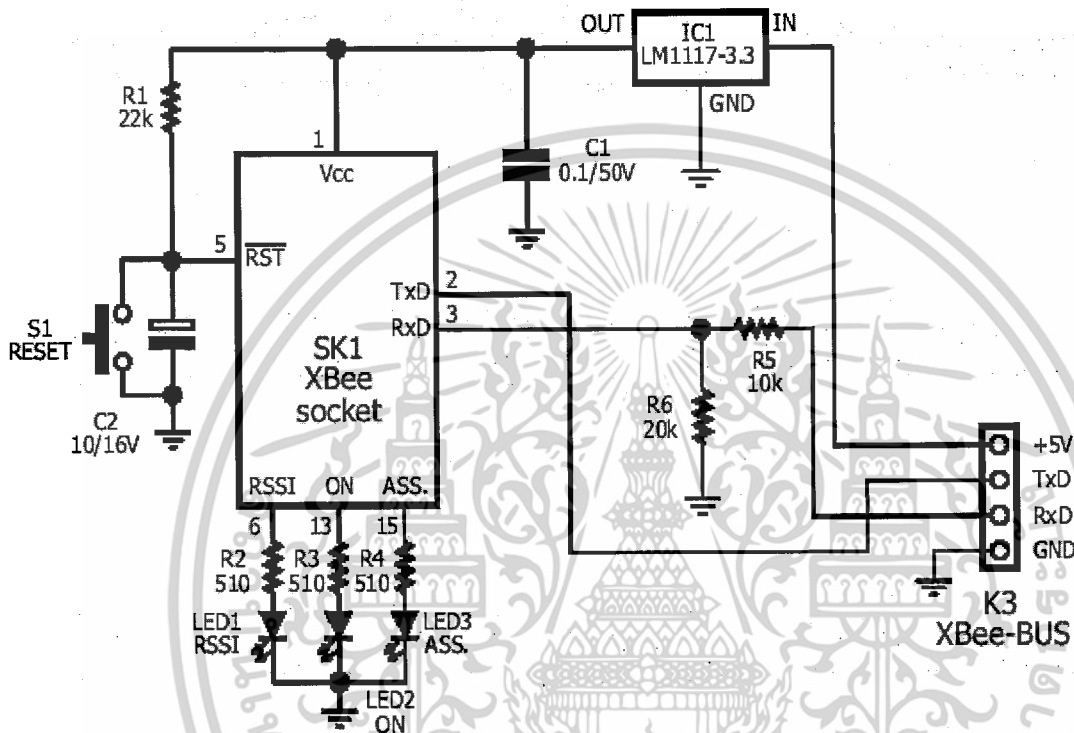 OUT
IC1
LM1117-3.3
IN
GND
R1
22k
1
Vcc
C1
0.1/50V
5
RST
TxD
2
RxD
3
S1
RESET
SK1
XBee
socket
R5
10k
R6
20k
C2
10/16V
+5V
TxD
RxD
GND
RSSI
ON
ASS.
6
13
15
R2
510
R3
510
R4
510
LED1
RSSI
LED3
ASS.
LED2
ON
K3
XBee-BUS